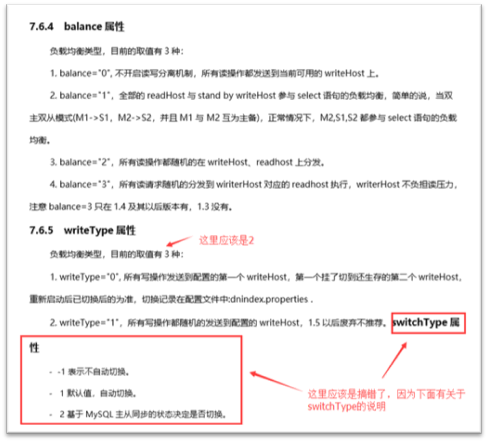 7.6.4 balance 属性
负载均衡类型，目前的取值有 3 种：
1. balance="0", 不开启读写分离机制，所有读操作都发送到当前可用的 writeHost 上。
2. balance="1"，全部的 readHost 与 stand by writeHost 参与 select 语句的负载均衡，简单的说，当双
主双从模式(M1->S1，M2->S2，并且 M1 与 M2 互为主备)，正常情况下，M2,S1,S2 都参与 select 语句的负载
均衡。
3. balance="2"，所有读操作都随机的在 writeHost、readhost 上分发。
4. balance="3"，所有读请求随机的分发到 wiriterHost 对应的 readhost 执行，writerHost 不负担读压力，
注意 balance=3 只在 1.4 及其以后版本有，1.3 没有。
7.6.5 writeType 属性
这里应该是2
负载均衡类型，目前的取值有 3 种：
1. writeType="0", 所有写操作发送到配置的第一个 writeHost，第一个挂了切到还生存的第二个 writeHost，
重新启动后已切换后的为准，切换记录在配置文件中:dnindex.properties .
2. writeType="1"，所有写操作都随机的发送到配置的 writeHost，1.5 以后废弃不推荐。switchType 属
性
- -1 表示不自动切换。
- 1 默认值，自动切换。
- 2 基于 MySQL 主从同步的状态决定是否切换。
这里应该是摘错了，因为下面有关于
switchType的说明